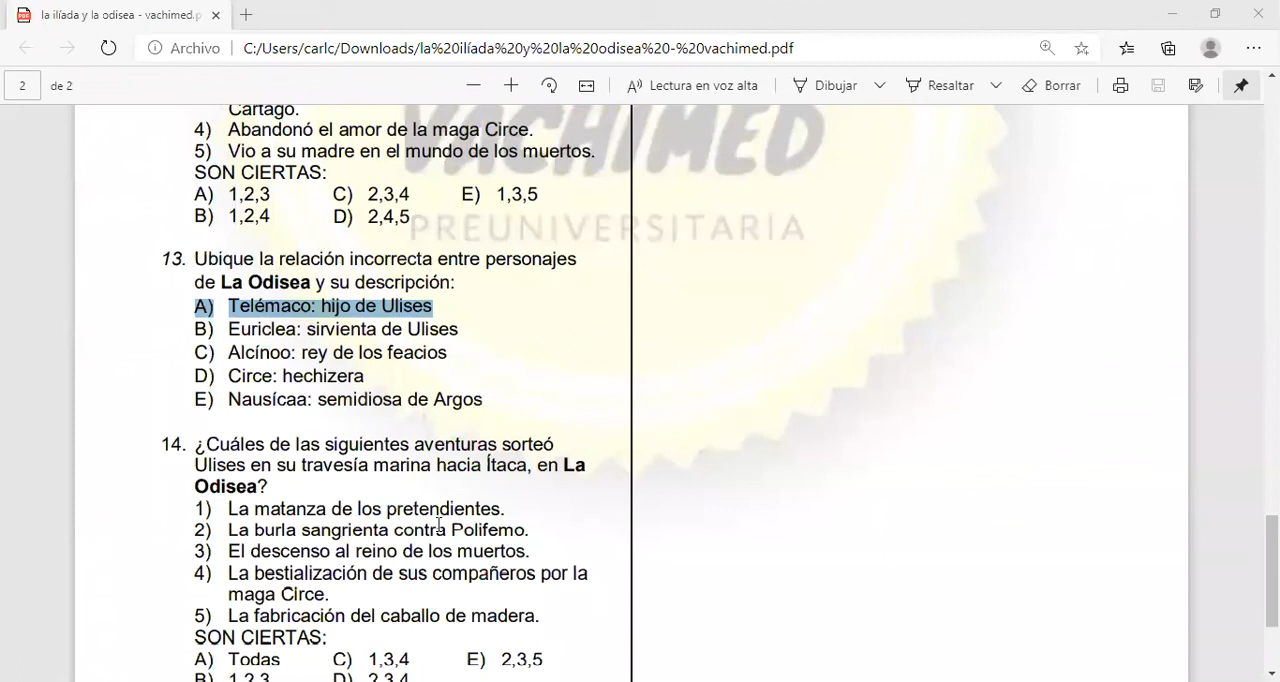 la ilíada y la odisea - vachimed.p
Archivo C:/Users/carlc/Downloads/la%20ilíada%20y%20la%20odisea%20-%20vachimed.pdf
2 de 2 Lectura en voz alta Dibujar Resaltar Borrar
Cartago.
4) Abandonó el amor de la maga Circe.
5) Vio a su madre en el mundo de los muertos.
SON CIERTAS:
A) 1,2,3 C) 2,3,4 E) 1,3,5
B) 1,2,4 D) 2,4,5
VACHIMED
PREUNIVERSITARIA
13. Ubique la relación incorrecta entre personajes
de La Odisea y su descripción:
A) Telémaco: hijo de Ulises
B) Euriclea: sirvienta de Ulises
C) Alcínoo: rey de los feacios
D) Circe: hechizera
E) Nausícaa: semidiosa de Argos
14. ¿Cuáles de las siguientes aventuras sorteó
Ulises en su travesía marina hacia Ítaca, en La
Odisea?
1) La matanza de los pretendientes.
2) La burla sangrienta contra Polifemo.
3) El descenso al reino de los muertos.
4) La bestialización de sus compañeros por la
maga Circe.
5) La fabricación del caballo de madera.
SON CIERTAS:
A) Todas C) 1,3,4 E) 2,3,5
B) 1,2,3 D) 2,3,4